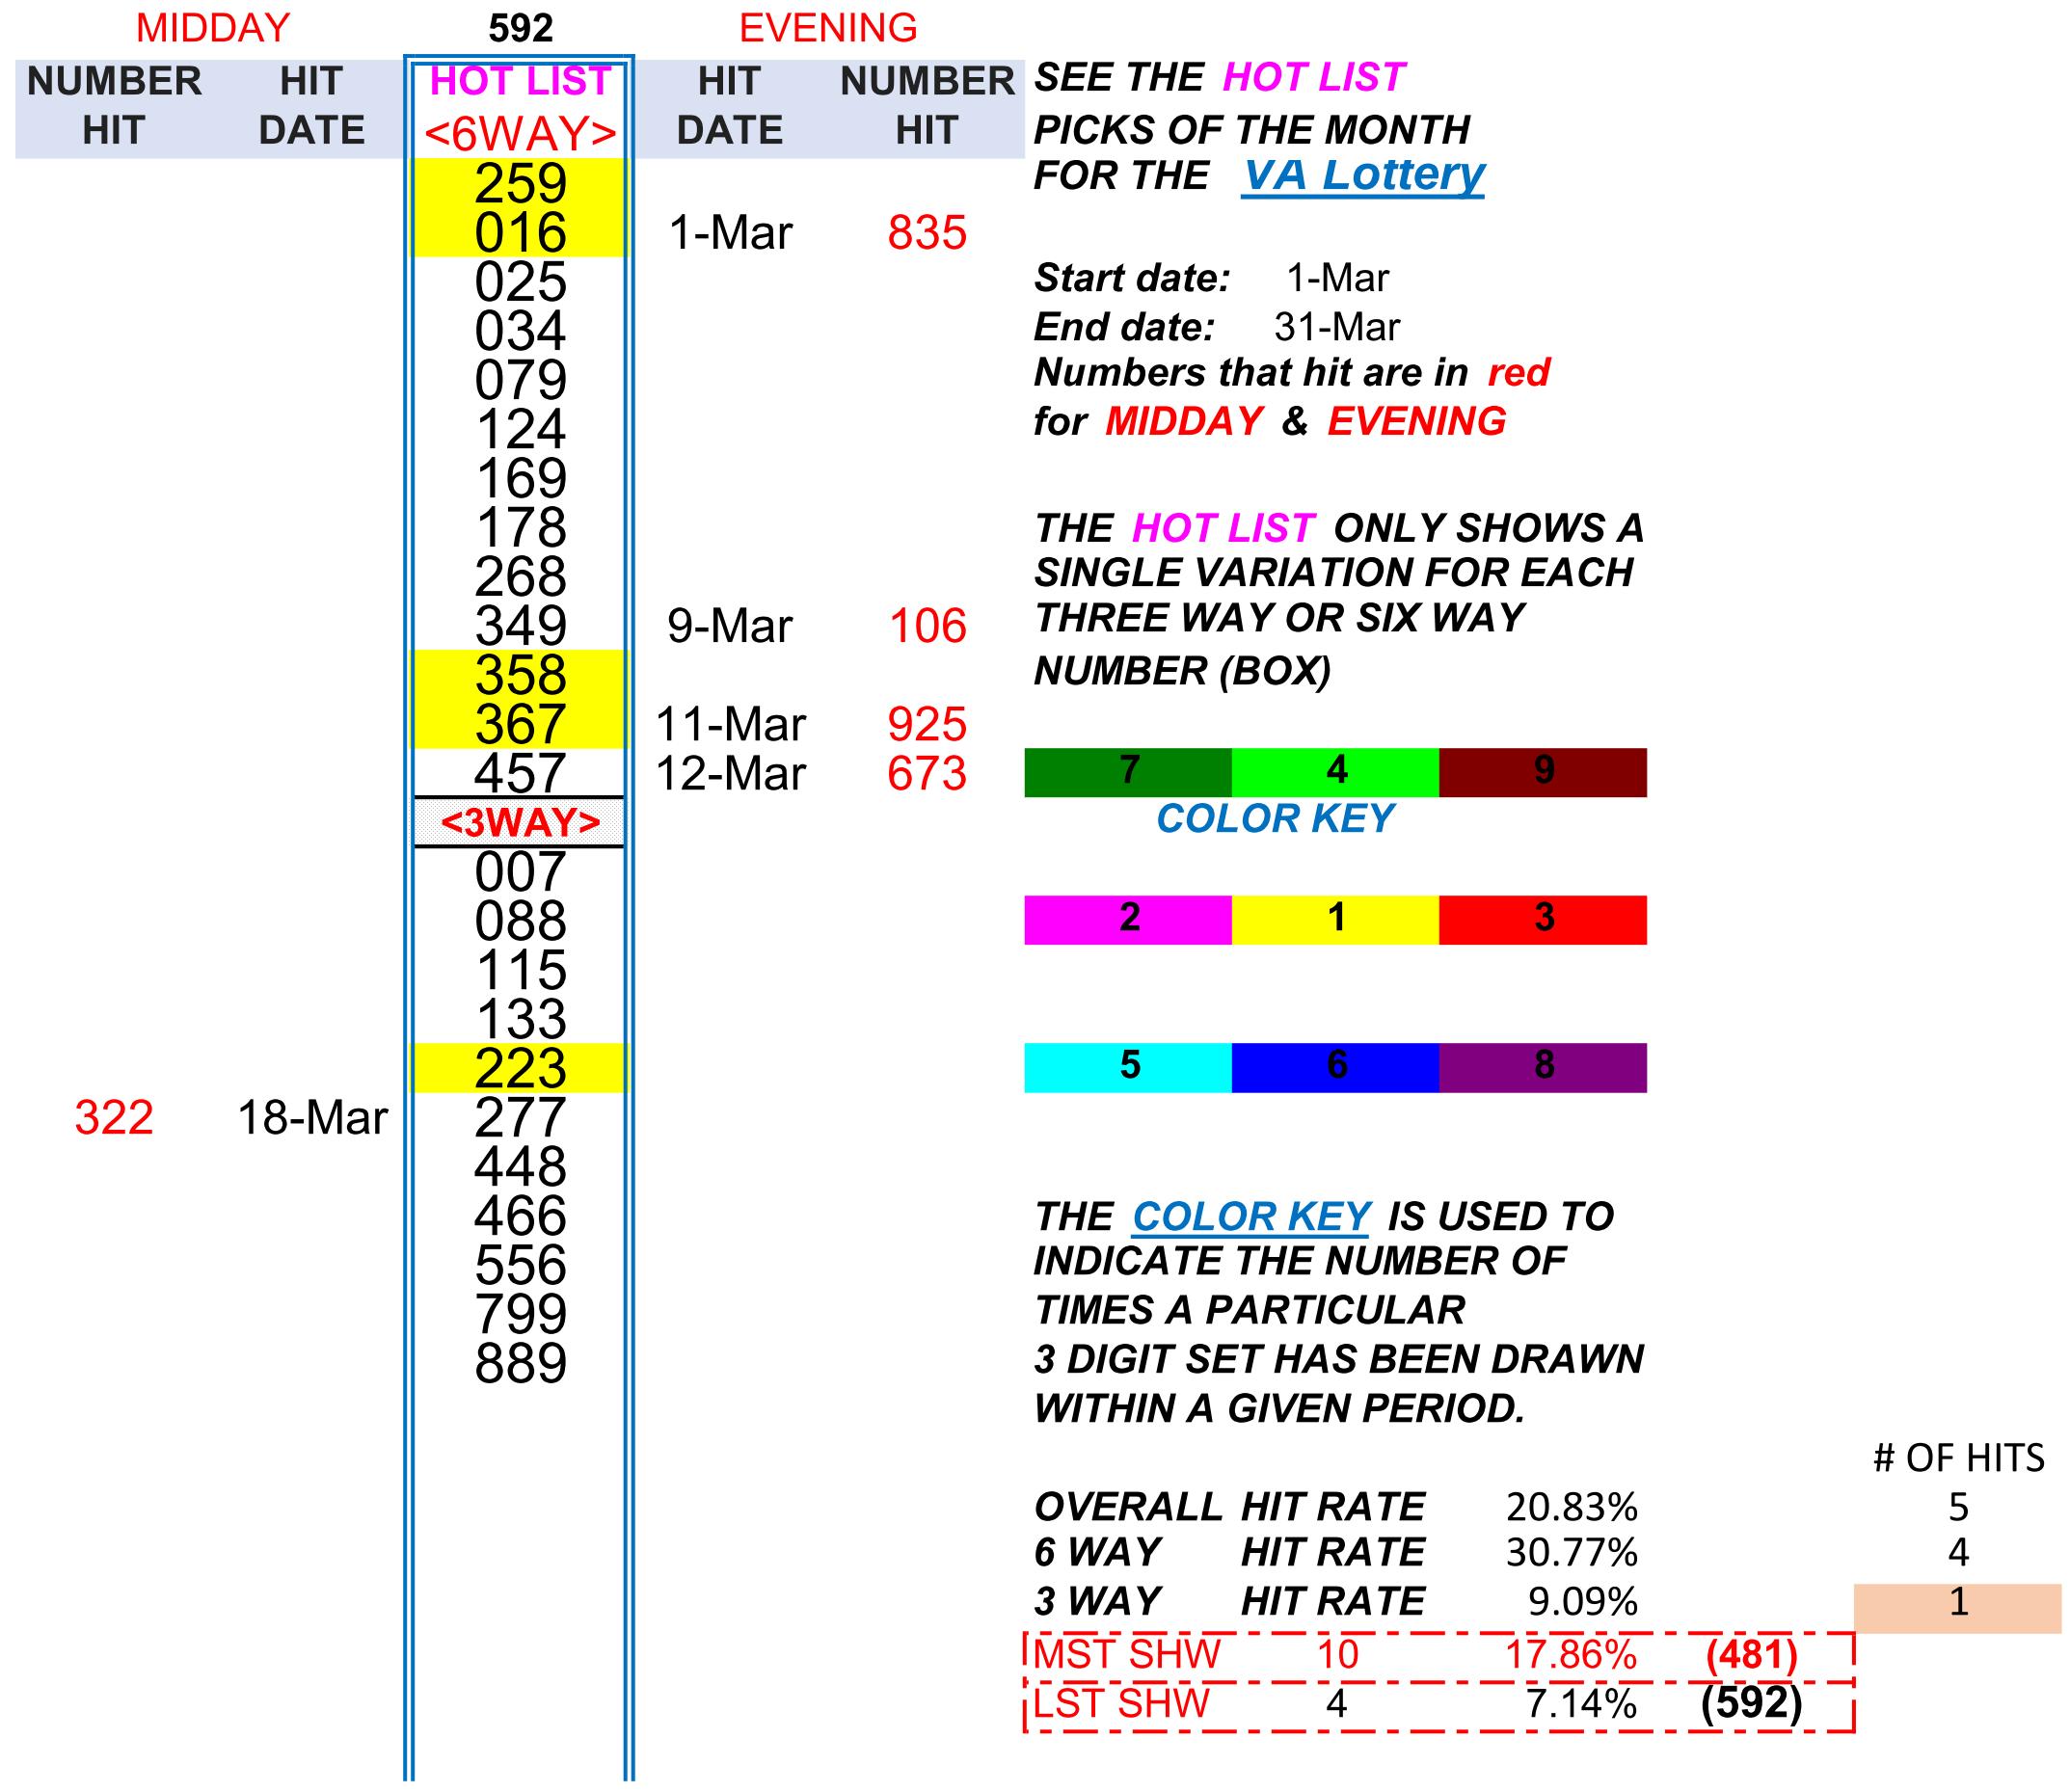 MIDDAY 592 EVENING
NUMBER HIT HOT LIST HIT NUMBER SEE THE HOT LIST
HIT DATE <6WAY> DATE HIT PICKS OF THE MONTH
259 FOR THE VA Lottery
016 1-Mar 835
025 Start date: 1-Mar
034 End date: 31-Mar
079 Numbers that hit are in red
124 for MIDDAY & EVENING
169
178 THE HOT LIST ONLY SHOWS A
268 SINGLE VARIATION FOR EACH
349 9-Mar 106 THREE WAY OR SIX WAY
358 NUMBER (BOX)
367 11-Mar 925
457 12-Mar 673 7 4 9
<3WAY> COLOR KEY
007
088 2 1 3
115
133
223 5 6 8
322 18-Mar 277
448
466 THE COLOR KEY IS USED TO
556 INDICATE THE NUMBER OF
799 TIMES A PARTICULAR
889 3 DIGIT SET HAS BEEN DRAWN
WITHIN A GIVEN PERIOD.
# OF HITS
OVERALL HIT RATE 20.83% 5
6 WAY HIT RATE 30.77% 4
3 WAY HIT RATE 9.09% 1
MST SHW 10 17.86% (481)
LST SHW 4 7.14% (592)